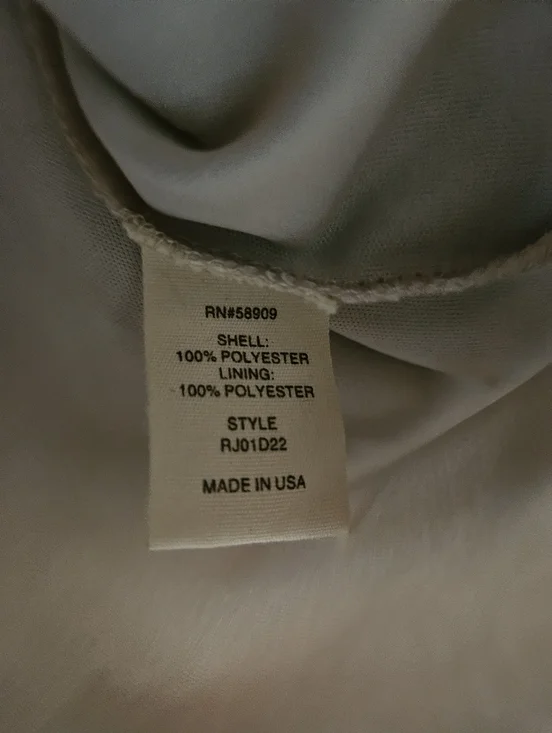 RN#58909
SHELL:
100% POLYESTER
LINING:
100% POLYESTER
STYLE
RJ01D22
MADE IN USA